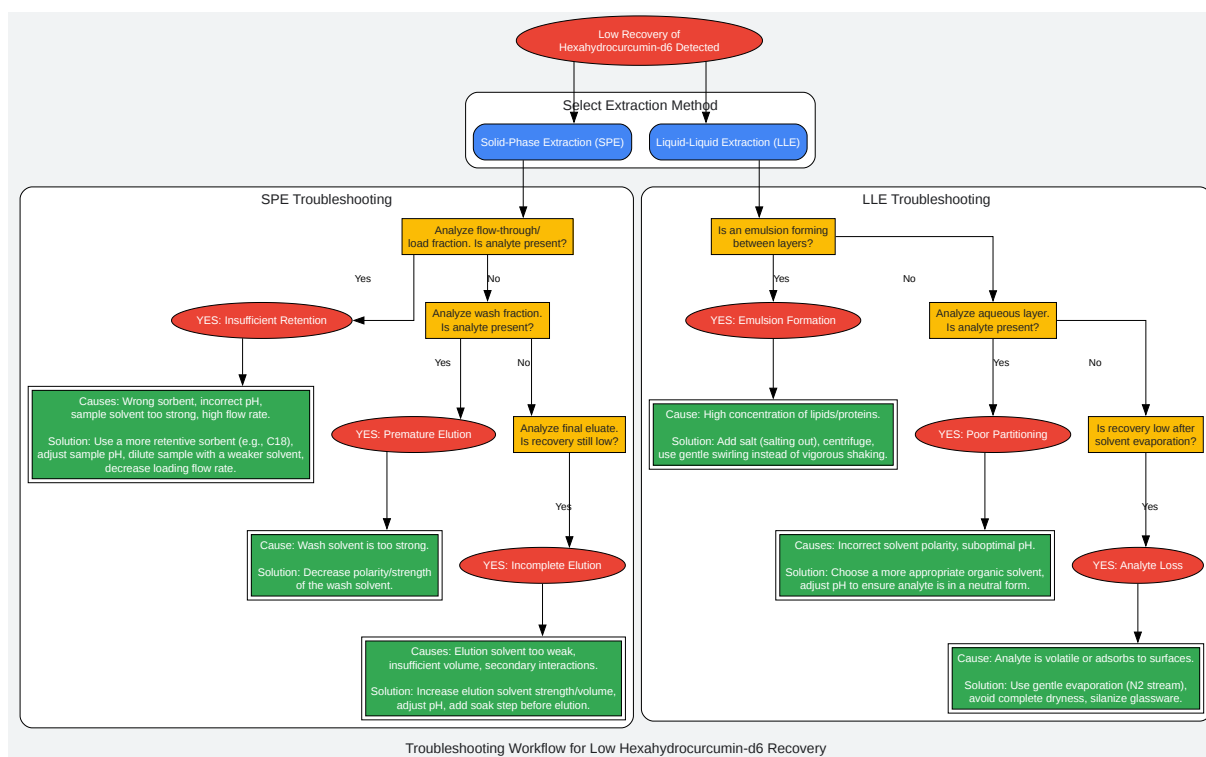 Low Recovery of
Hexahydrocurcumin-d6 Detected
Select Extraction Method
Solid-Phase Extraction (SPE)
Liquid-Liquid Extraction (LLE)
SPE Troubleshooting
Analyze flow-through/
load fraction. Is analyte present?
Yes
No
YES: Insufficient Retention
Analyze wash fraction.
Is analyte present?
Yes
No
Causes: Wrong sorbent, incorrect pH,
sample solvent too strong, high flow rate.
Solution: Use a more retentive sorbent (e.g., C18),
adjust sample pH, dilute sample with a weaker solvent,
decrease loading flow rate.
YES: Premature Elution
Analyze final eluate.
Is recovery still low?
Yes
Cause: Wash solvent is too strong.
Solution: Decrease polarity/strength
of the wash solvent.
YES: Incomplete Elution
Causes: Elution solvent too weak,
insufficient volume, secondary interactions.
Solution: Increase elution solvent strength/volume,
adjust pH, add soak step before elution.
LLE Troubleshooting
Is an emulsion forming
between layers?
Yes
No
YES: Emulsion Formation
Analyze aqueous layer.
Is analyte present?
Yes
No
Cause: High concentration of lipids/proteins.
Solution: Add salt (salting out), centrifuge,
use gentle swirling instead of vigorous shaking.
YES: Poor Partitioning
Is recovery low after
solvent evaporation?
Yes
Causes: Incorrect solvent polarity, suboptimal pH.
Solution: Choose a more appropriate organic solvent,
adjust pH to ensure analyte is in a neutral form.
YES: Analyte Loss
Cause: Analyte is volatile or adsorbs to surfaces.
Solution: Use gentle evaporation (N2 stream),
avoid complete dryness, silanize glassware.
Troubleshooting Workflow for Low Hexahydrocurcumin-d6 Recovery